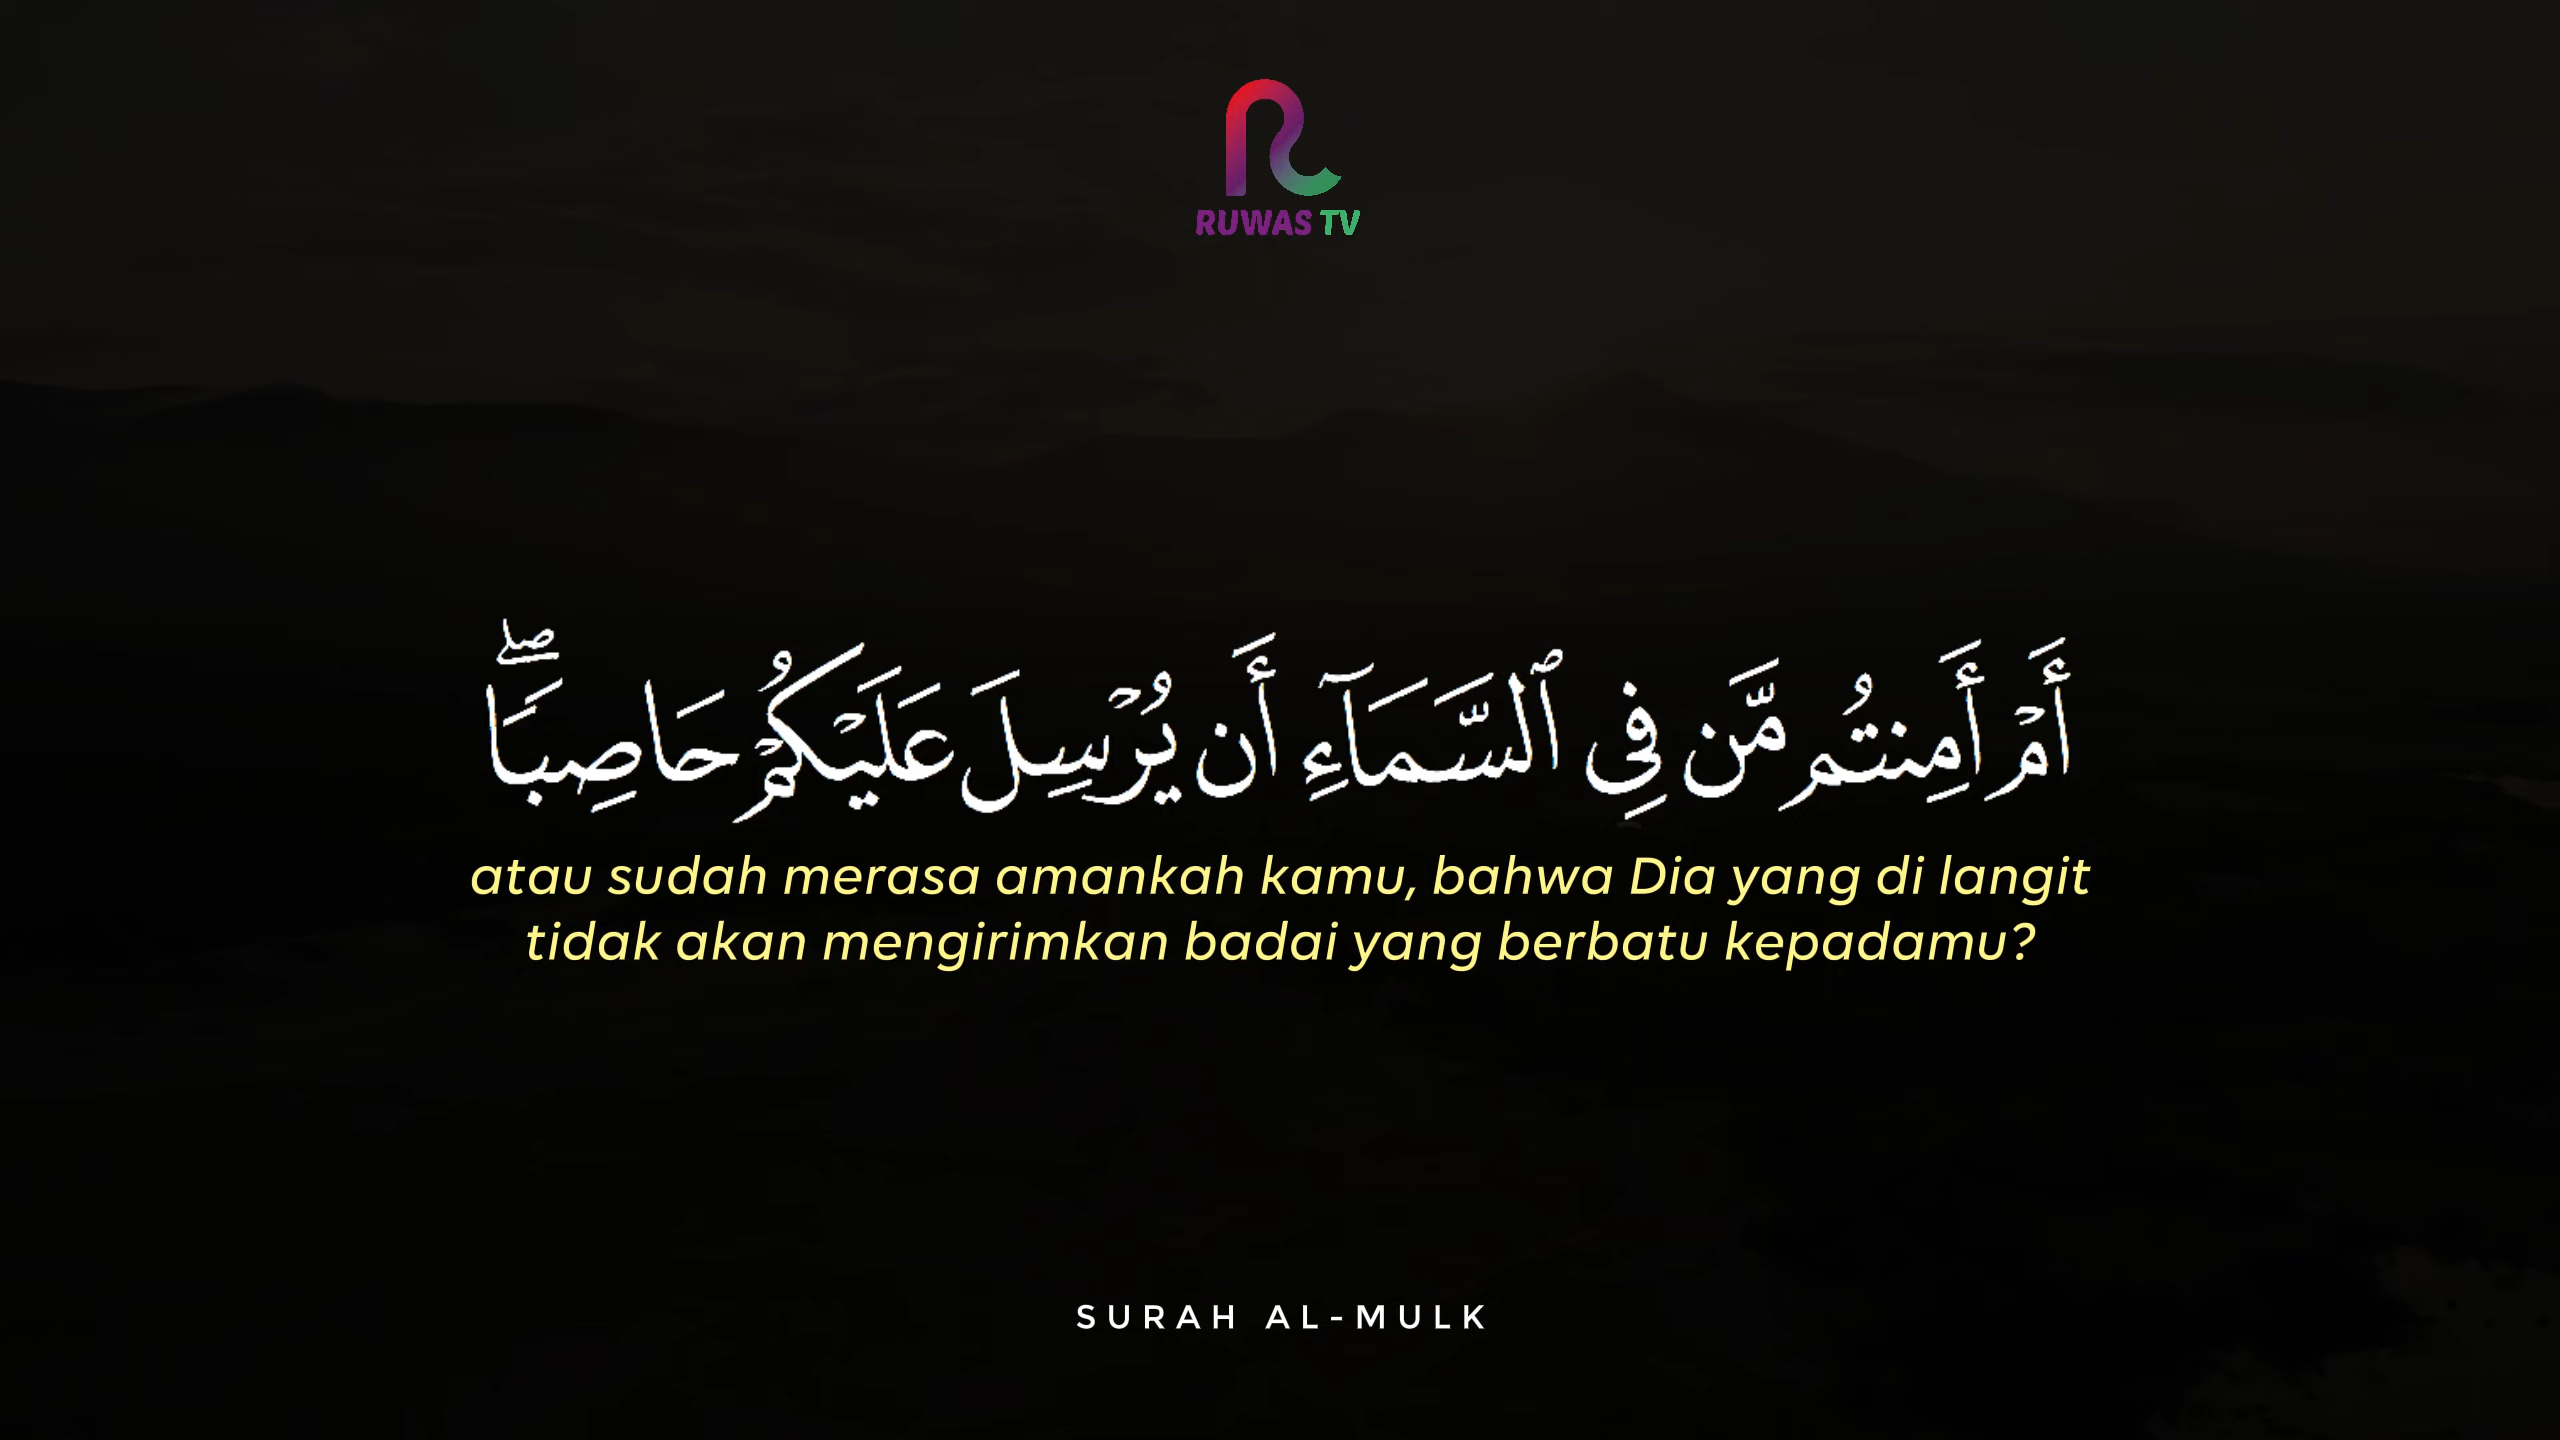 RUWAS TV
أَمۡ أَمِنتُم مَّن فِي ٱلسَّمَآءِ أَن يُرۡسِلَ عَلَيۡكُمۡ حَاصِبٗاۖ
atau sudah merasa amankah kamu, bahwa Dia yang di langit
tidak akan mengirimkan badai yang berbatu kepadamu?
SURAH AL-MULK